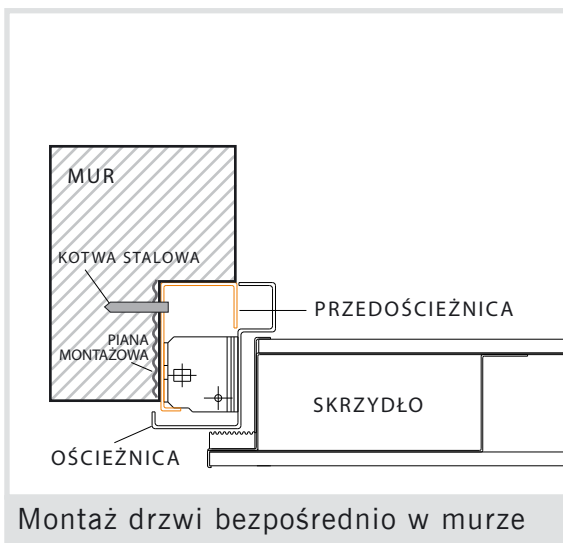 MUR
KOTWA STALOWA
PRZEDOŚCIEŻNICA
PIANA
MONTAŻOWA
SKRZYDŁO
OŚCIEŻNICA
Montaż drzwi bezpośrednio w murze